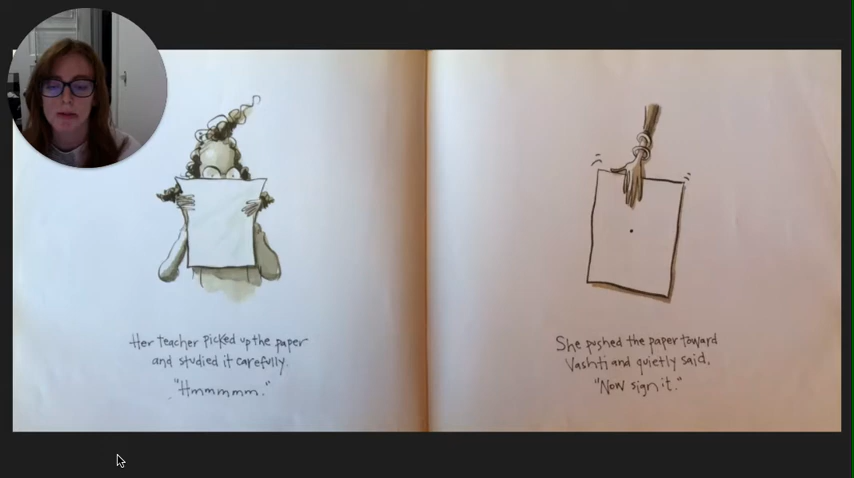 Her teacher picked up the paper
and studied it carefully.
"Hmmmmm."
She pushed the paper toward
Vashti and quietly said,
"Now sign it."